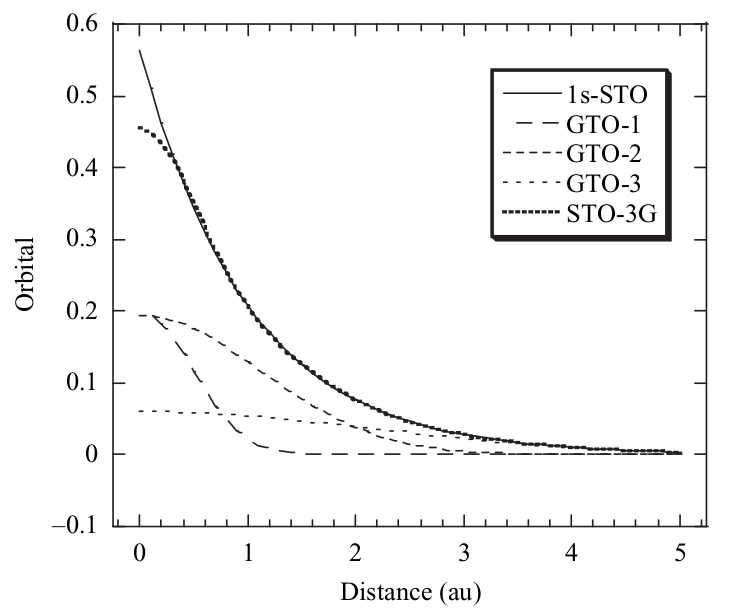 0.6
0.5
0.4
0.3
0.2
0.1
0
−0.1
Orbital
1s-STO
GTO-1
GTO-2
GTO-3
STO-3G
0 1 2 3 4 5
Distance (au)